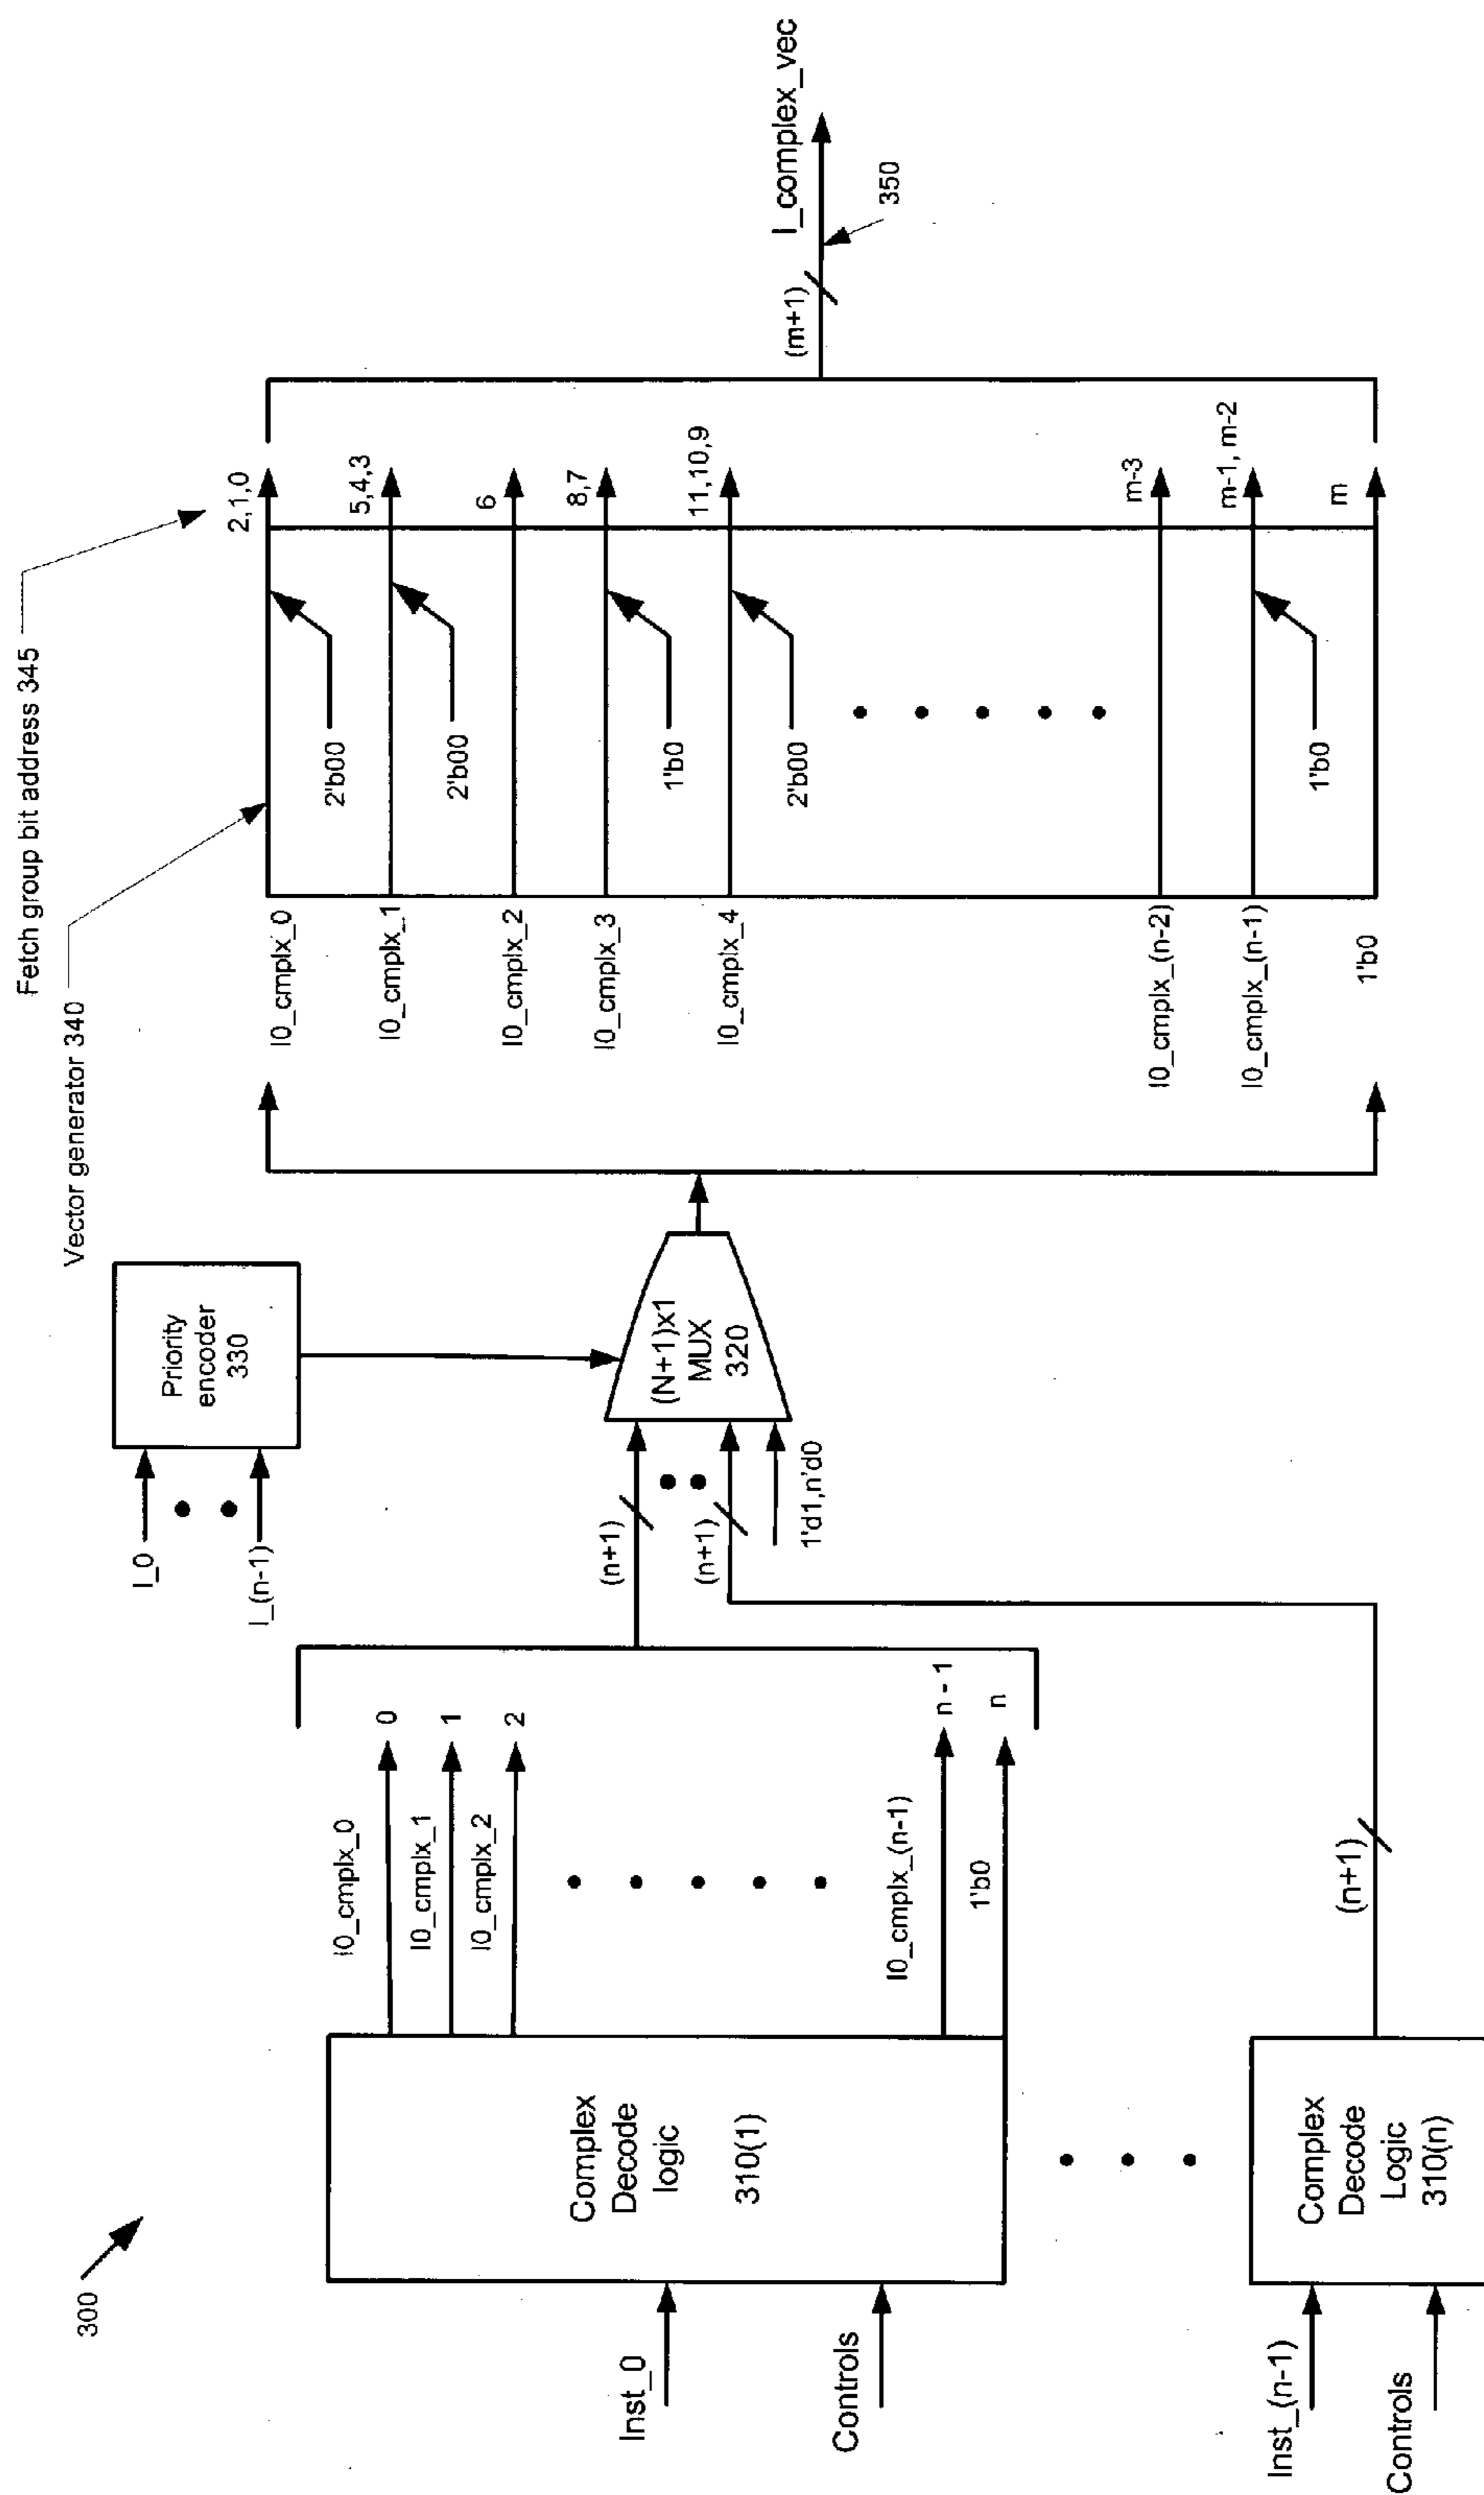 300
Inst_0
Controls
Complex
Decode
logic
310(1)
I0_cmplx_0
0
I0_cmplx_1
1
I0_cmplx_2
2
I0_cmplx_(n-1)
n - 1
1'b0
n
Inst_(n-1)
Controls
Complex
Decode
Logic
310(n)
(n+1)
(n+1)
(n+1)
1'd1,n'd0
I_0
I_(n-1)
Priority
encoder
330
(N+1)x1
MUX
320
Vector generator 340
Fetch group bit address 345
I0_cmplx_0
2'b00
2,1,0
I0_cmplx_1
2'b00
5,4,3
I0_cmplx_2
6
I0_cmplx_3
1'b0
8,7
I0_cmplx_4
2'b00
11,10,9
I0_cmplx_(n-2)
m-3
I0_cmplx_(n-1)
1'b0
m-1, m-2
1'b0
m
(m+1)
I_complex_vec
350